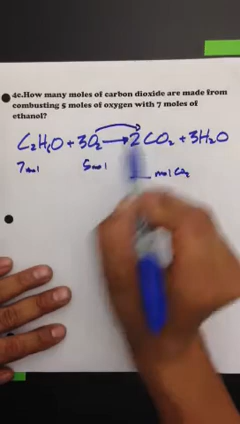 4c.How many moles of carbon dioxide are made from
combusting 5 moles of oxygen with 7 moles of
ethanol?
C₂H₆O + 3O₂ → 2CO₂ + 3H₂O
7mol 5mol ___ mol CO₂